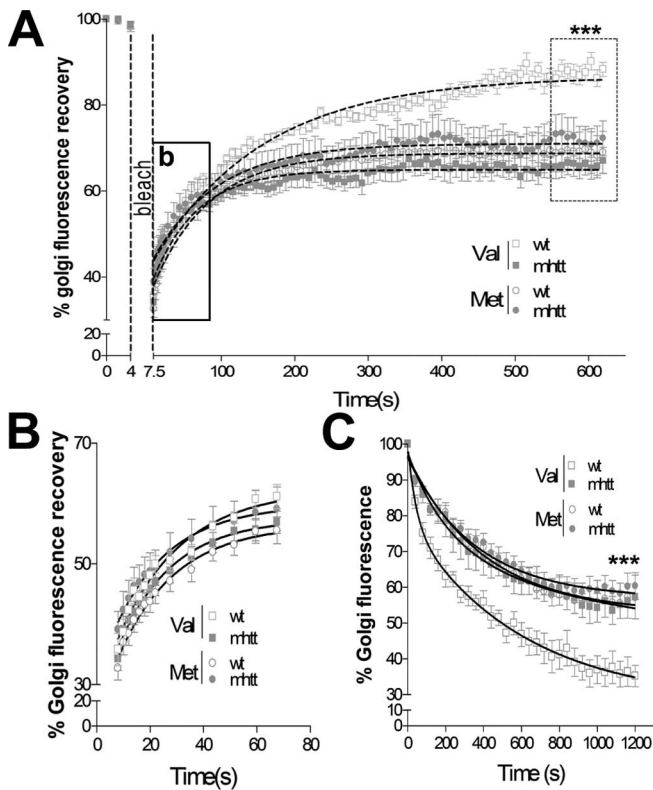 A
% golgi fluorescence recovery
100
80
60
40
20
0
bleach
b
***
Val
wt
mhtt
Met
wt
mhtt
0
4
7.5
100
200
300
400
500
600
Time(s)
B
% Golgi fluorescence recovery
70
50
30
20
0
Val
wt
mhtt
Met
wt
mhtt
0
20
40
60
80
Time(s)
C
% Golgi fluorescence
100
90
80
70
60
50
40
30
10
0
Val
wt
mhtt
Met
wt
mhtt
***
0
200
400
600
800
1000
1200
Time (s)